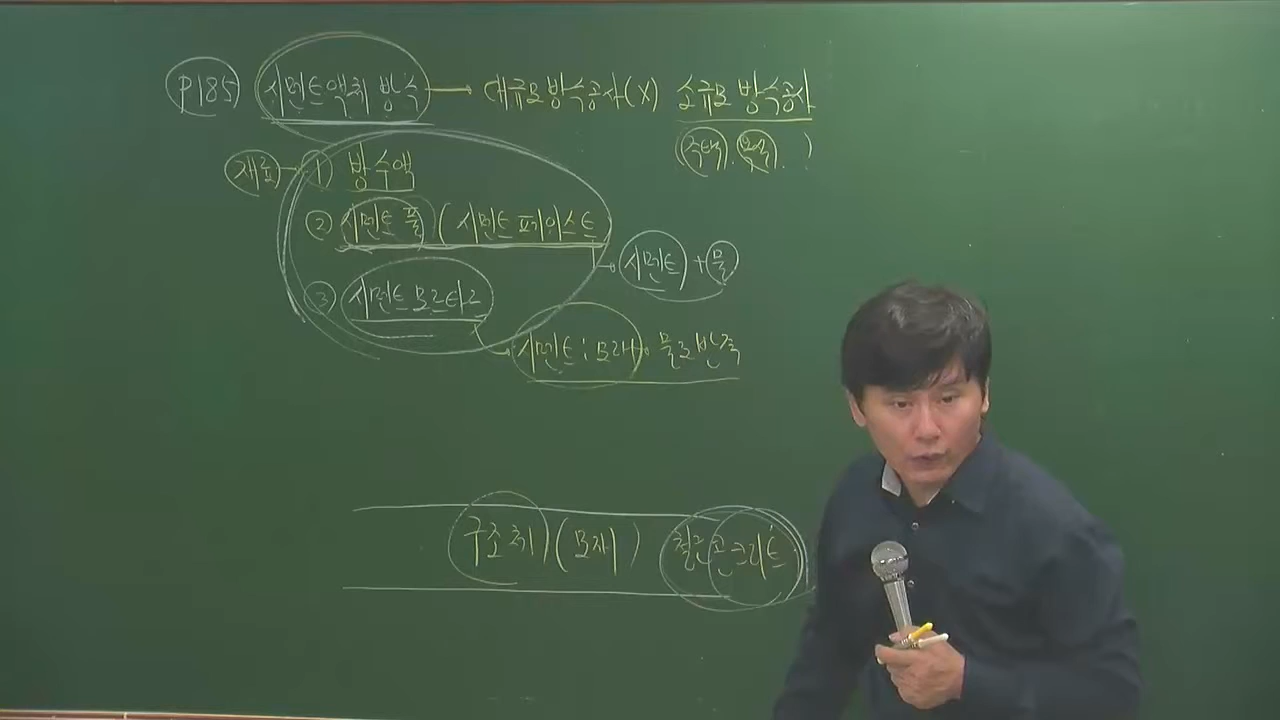 P185 시멘트액체 방수 → 대규모방수공사(X) 소규모 방수공사
(주택, 욕실, )
재료 - ① 방수액
② 시멘트 풀 (시멘트 페이스트 → 시멘트 + 물
③ 시멘트 모르타르 → 시멘트 : 모래 물로 반죽
구조체 (모체) 철근콘크리트